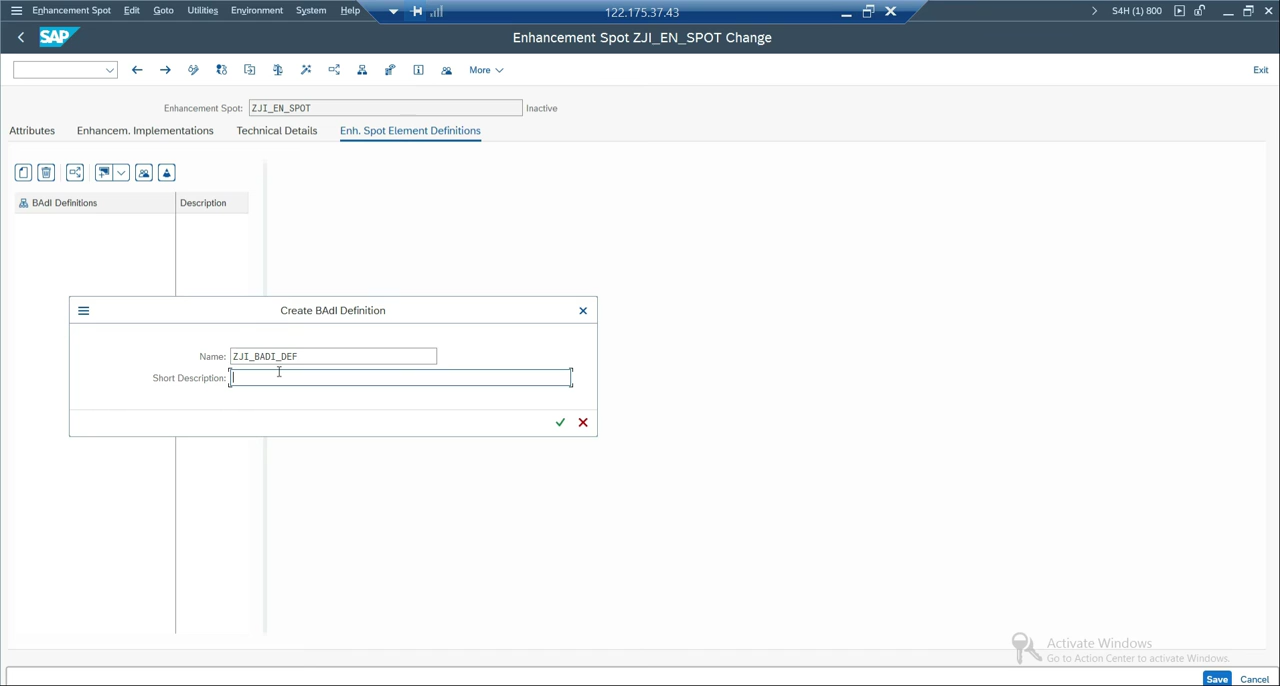 Enhancement Spot Edit Goto Utilities Environment System Help 122.175.37.43 S4H (1) 800
SAP Enhancement Spot ZJI_EN_SPOT Change
More Exit
Enhancement Spot: ZJI_EN_SPOT Inactive
Attributes Enhancem. Implementations Technical Details Enh. Spot Element Definitions
BAdI Definitions Description
Create BAdI Definition
Name: ZJI_BADI_DEF
Short Description:
Activate Windows
Go to Action Center to activate Windows.
Save Cancel